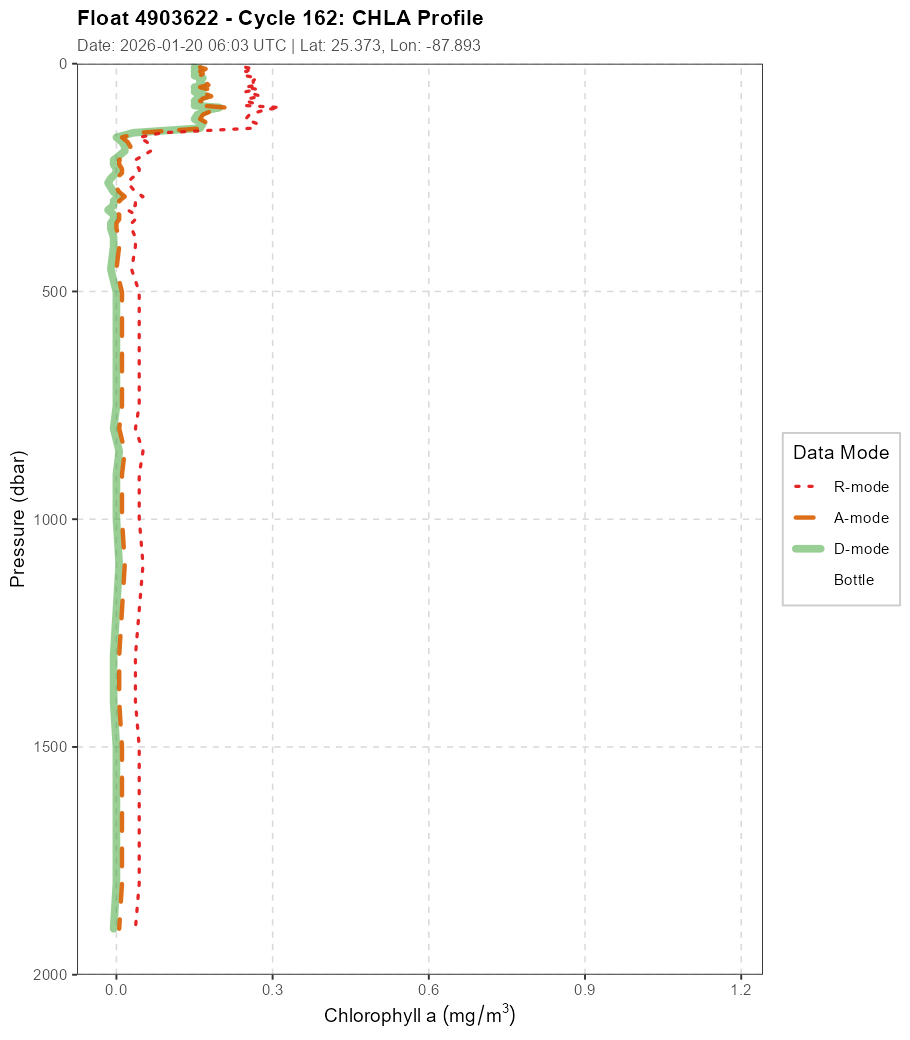 Float 4903622 - Cycle 162: CHLA Profile
Date: 2026-01-20 06:03 UTC | Lat: 25.373, Lon: -87.893
0
500
1000
1500
2000
Pressure (dbar)
0.0 0.3 0.6 0.9 1.2
Chlorophyll a (mg/m³)
Data Mode
R-mode
A-mode
D-mode
Bottle